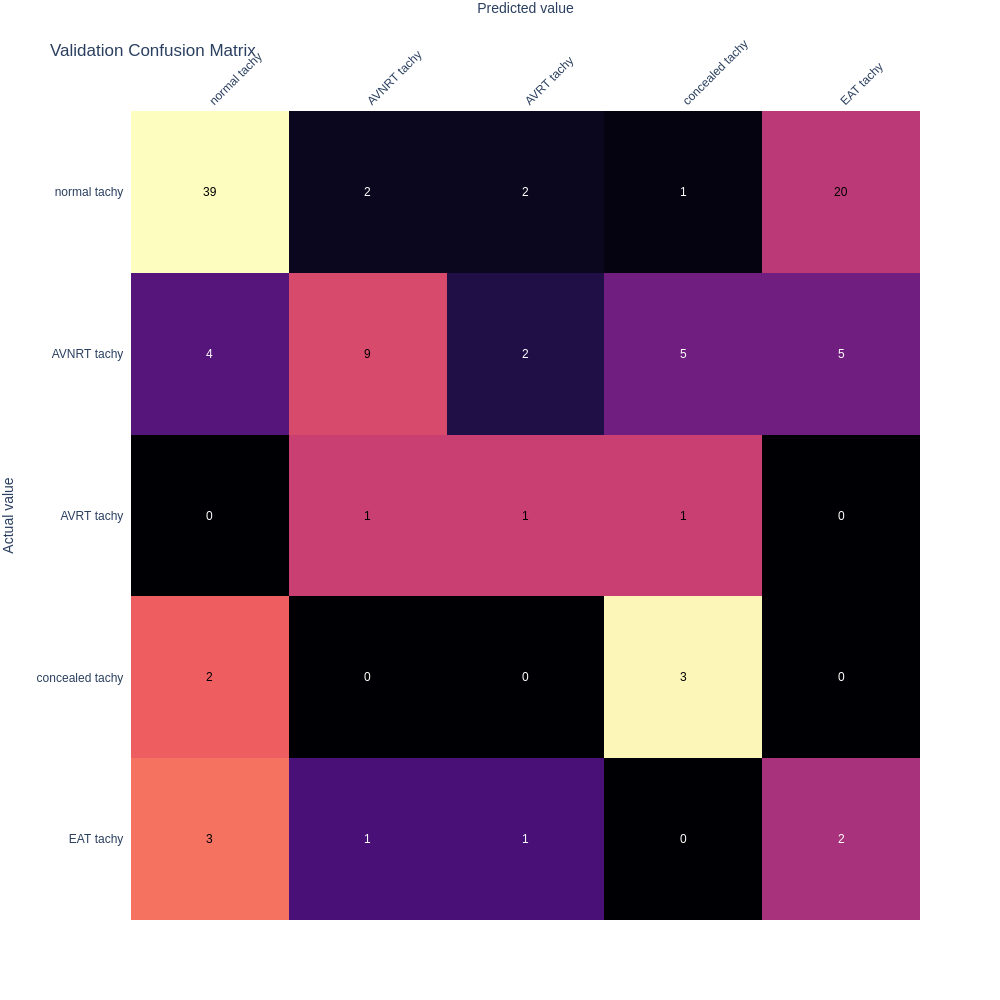 Predicted value
Validation Confusion Matrix
normal tachy AVNRT tachy AVRT tachy concealed tachy EAT tachy
normal tachy 39 2 2 1 20
AVNRT tachy 4 9 2 5 5
Actual value
AVRT tachy 0 1 1 1 0
concealed tachy 2 0 0 3 0
EAT tachy 3 1 1 0 2